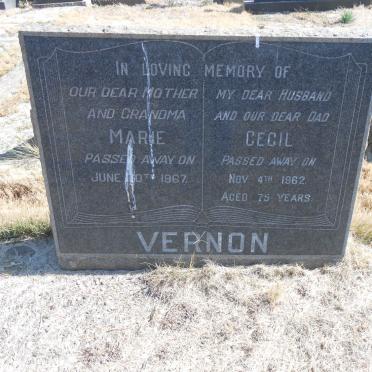 IN LOVING MEMORY OF
OUR DEAR MOTHER
AND GRANDMA
MARIE
PASSED AWAY ON
JUNE 1967.
MY DEAR HUSBAND
AND OUR DEAR DAD
CECIL
PASSED AWAY ON
NOV. 4TH 1962.
AGED 75 YEARS.
VERNON